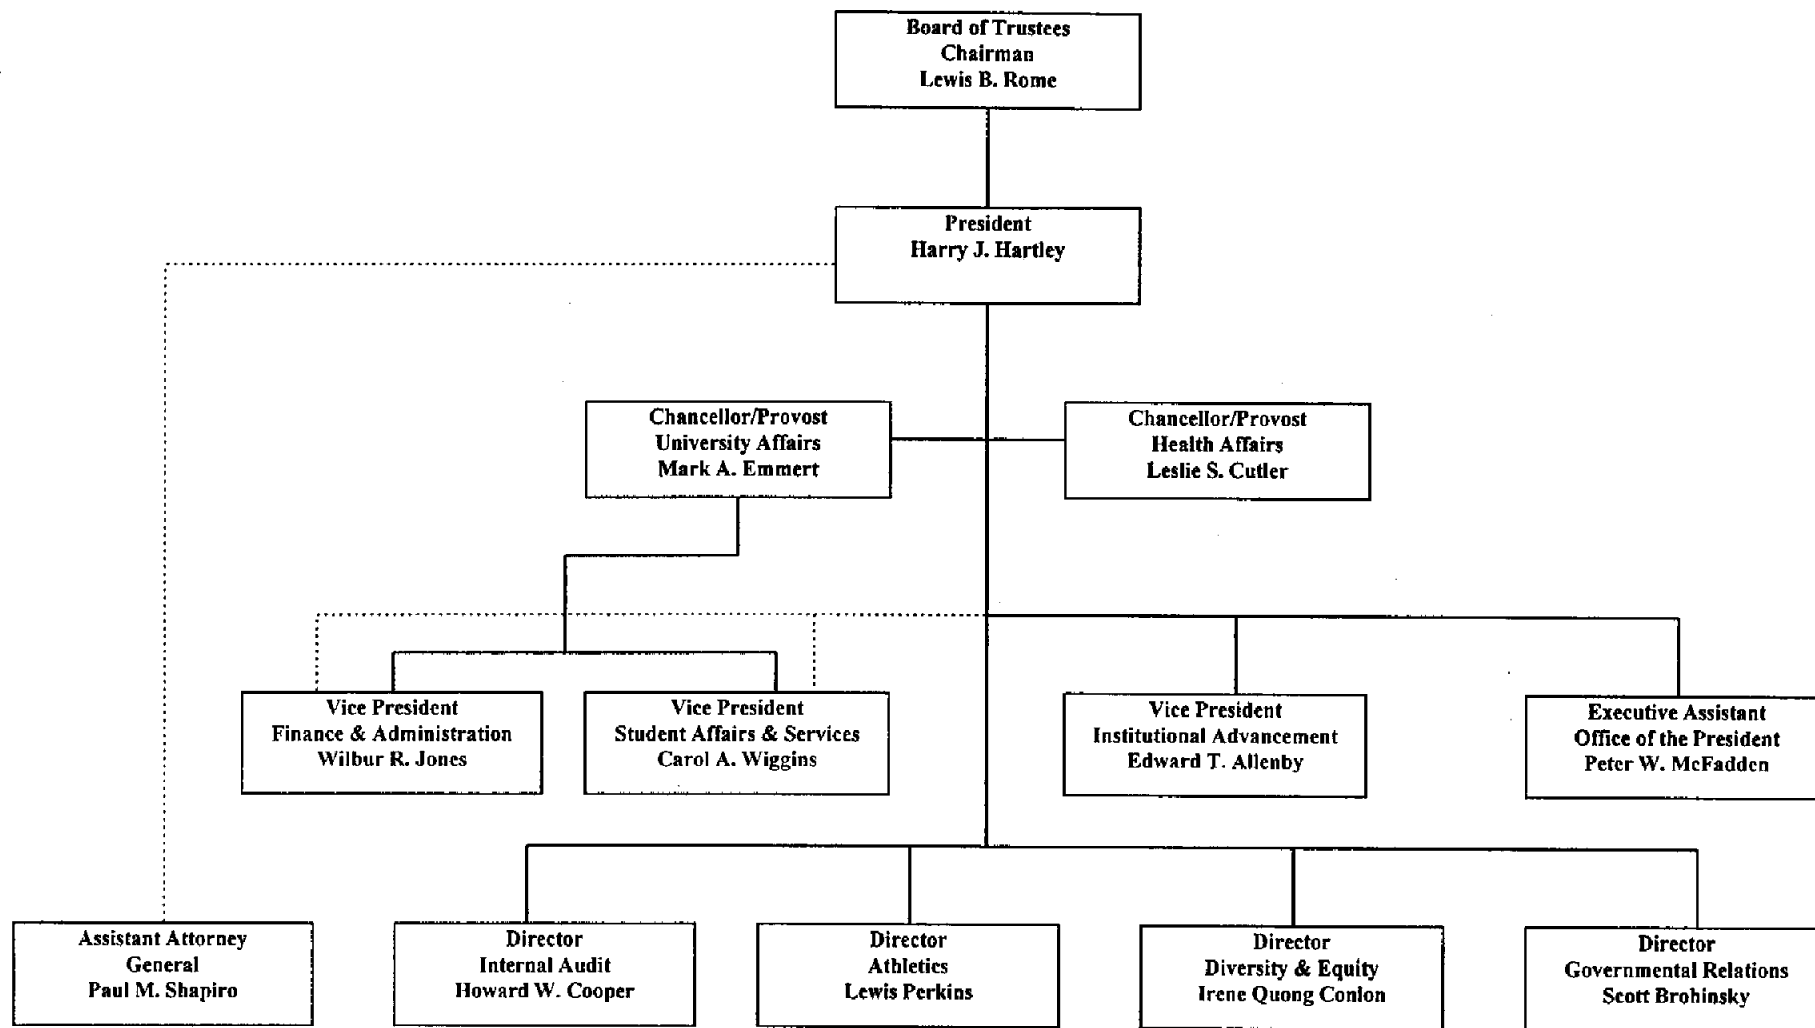 Board of Trustees
Chairman
Lewis B. Rome
President
Harry J. Hartley
Chancellor/Provost
University Affairs
Mark A. Emmert
Chancellor/Provost
Health Affairs
Leslie S. Cutler
Vice President
Finance & Administration
Wilbur R. Jones
Vice President
Student Affairs & Services
Carol A. Wiggins
Vice President
Institutional Advancement
Edward T. Allenby
Executive Assistant
Office of the President
Peter W. McFadden
Assistant Attorney
General
Paul M. Shapiro
Director
Internal Audit
Howard W. Cooper
Director
Athletics
Lewis Perkins
Director
Diversity & Equity
Irene Quong Conlon
Director
Governmental Relations
Scott Brohinsky